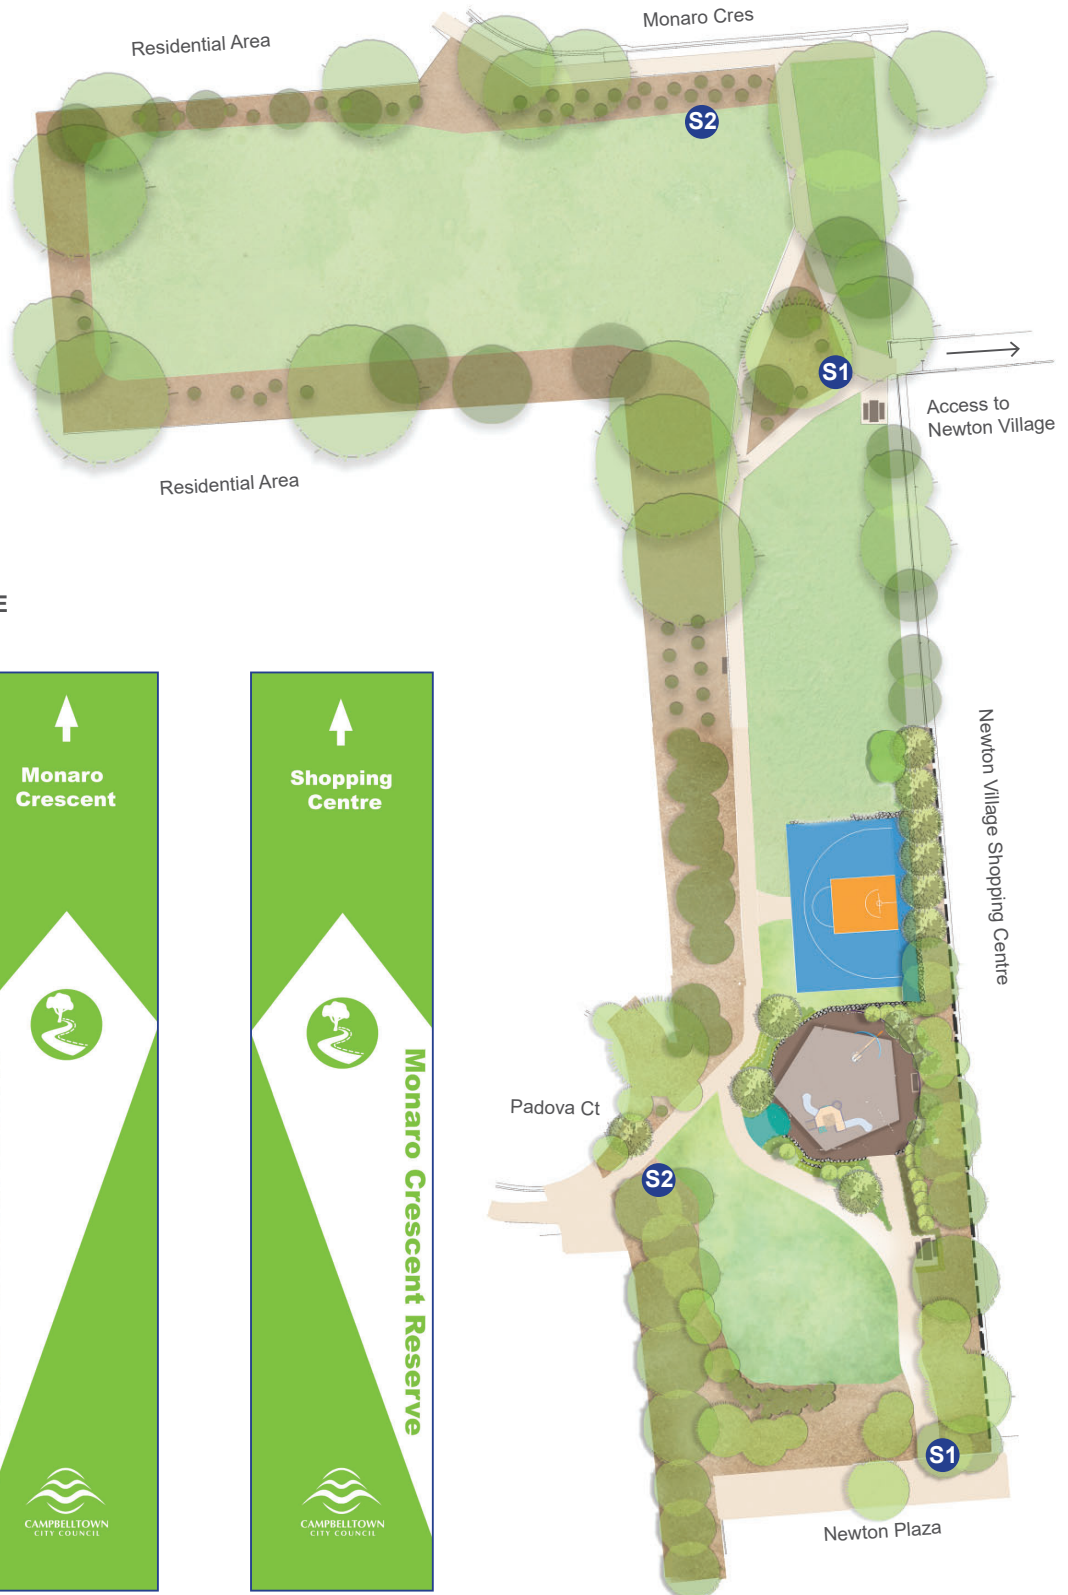 Residential Area
Monaro Cres
S2
S1
Access to
Newton Village
Residential Area
E
Monaro
Crescent
Shopping
Centre
Newton Village Shopping Centre
Monaro Crescent Reserve
Padova Ct
S2
S1
CAMPBELLTOWN
CITY COUNCIL
CAMPBELLTOWN
CITY COUNCIL
Newton Plaza